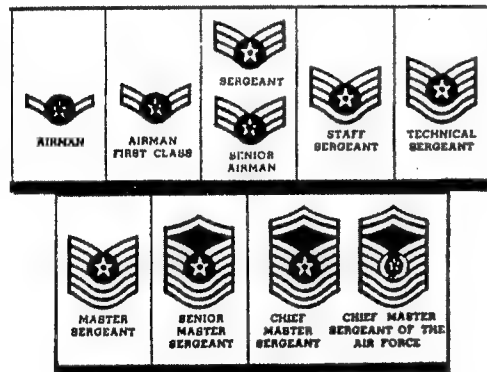 SERGEANT
AIRMAN
AIRMAN
FIRST CLASS
SENIOR
AIRMAN
STAFF
SERGEANT
TECHNICAL
SERGEANT
MASTER
SERGEANT
SENIOR
MASTER
SERGEANT
CHIEF
MASTER
SERGEANT
CHIEF MASTER
SERGEANT OF THE
AIR FORCE